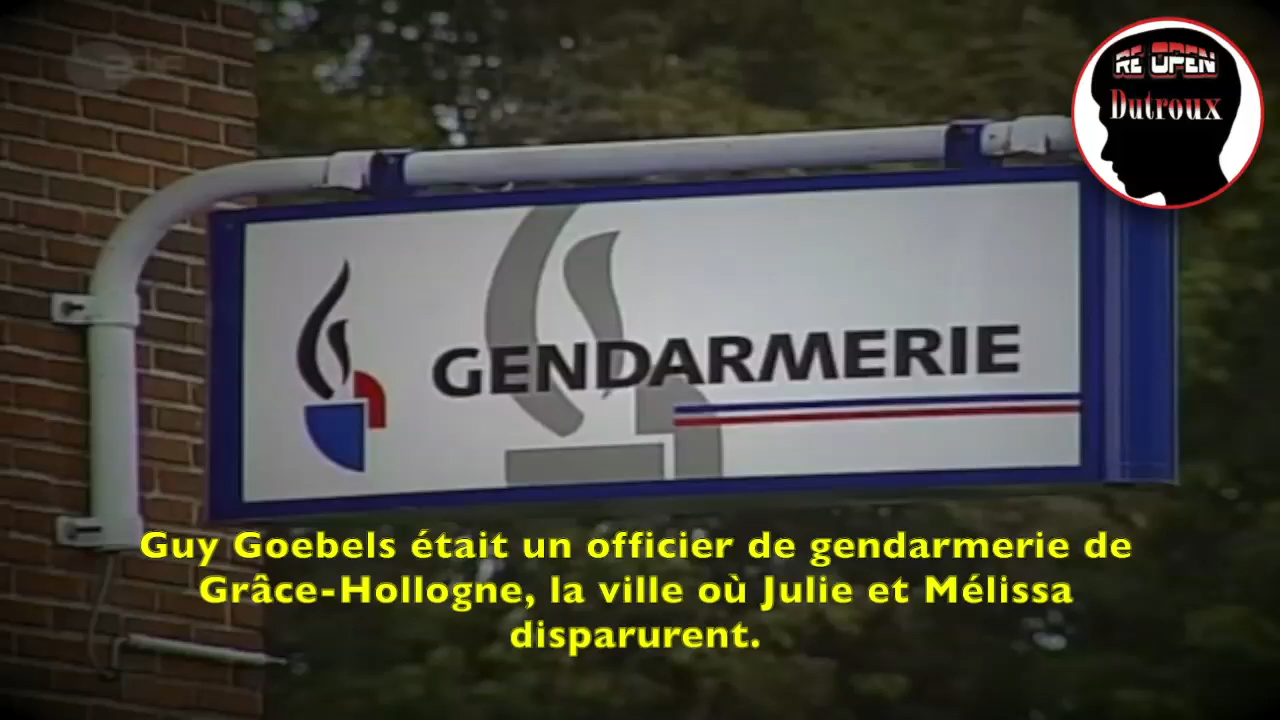 RE OPEN
Dutroux
GENDARMERIE
Guy Goebels était un officier de gendarmerie de
Grâce-Hollogne, la ville où Julie et Mélissa
disparurent.